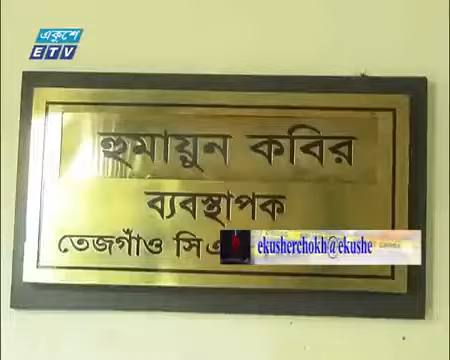 একুশে
ETV
হুমায়ুন কবির
ব্যবস্থাপক
তেজগাঁও
ekusherchokh@ekushe